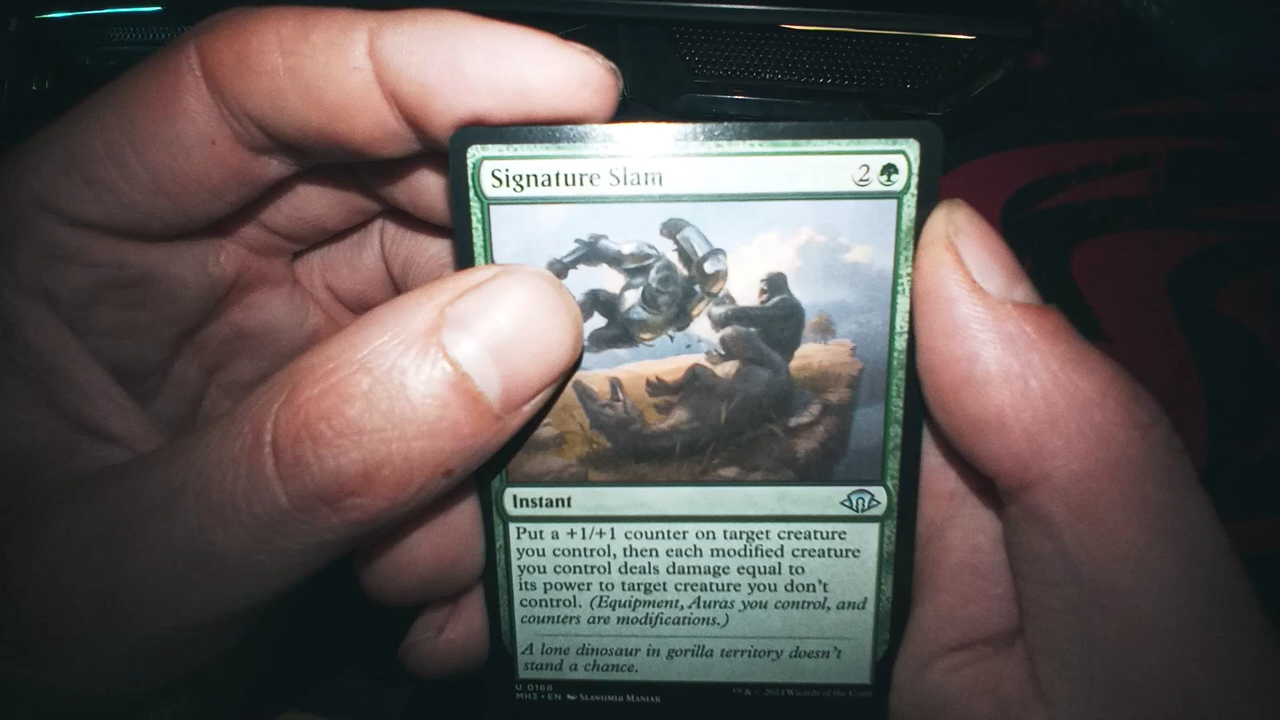 Signature Slam 2
Instant
Put a +1/+1 counter on target creature
you control, then each modified creature
you control deals damage equal to
its power to target creature you don't
control. (Equipment, Auras you control, and
counters are modifications.)
A lone dinosaur in gorilla territory doesn't
stand a chance.
U 0168
MH3 • EN SLAWOMIR MANIAK
™ & © 2024 Wizards of the Coast